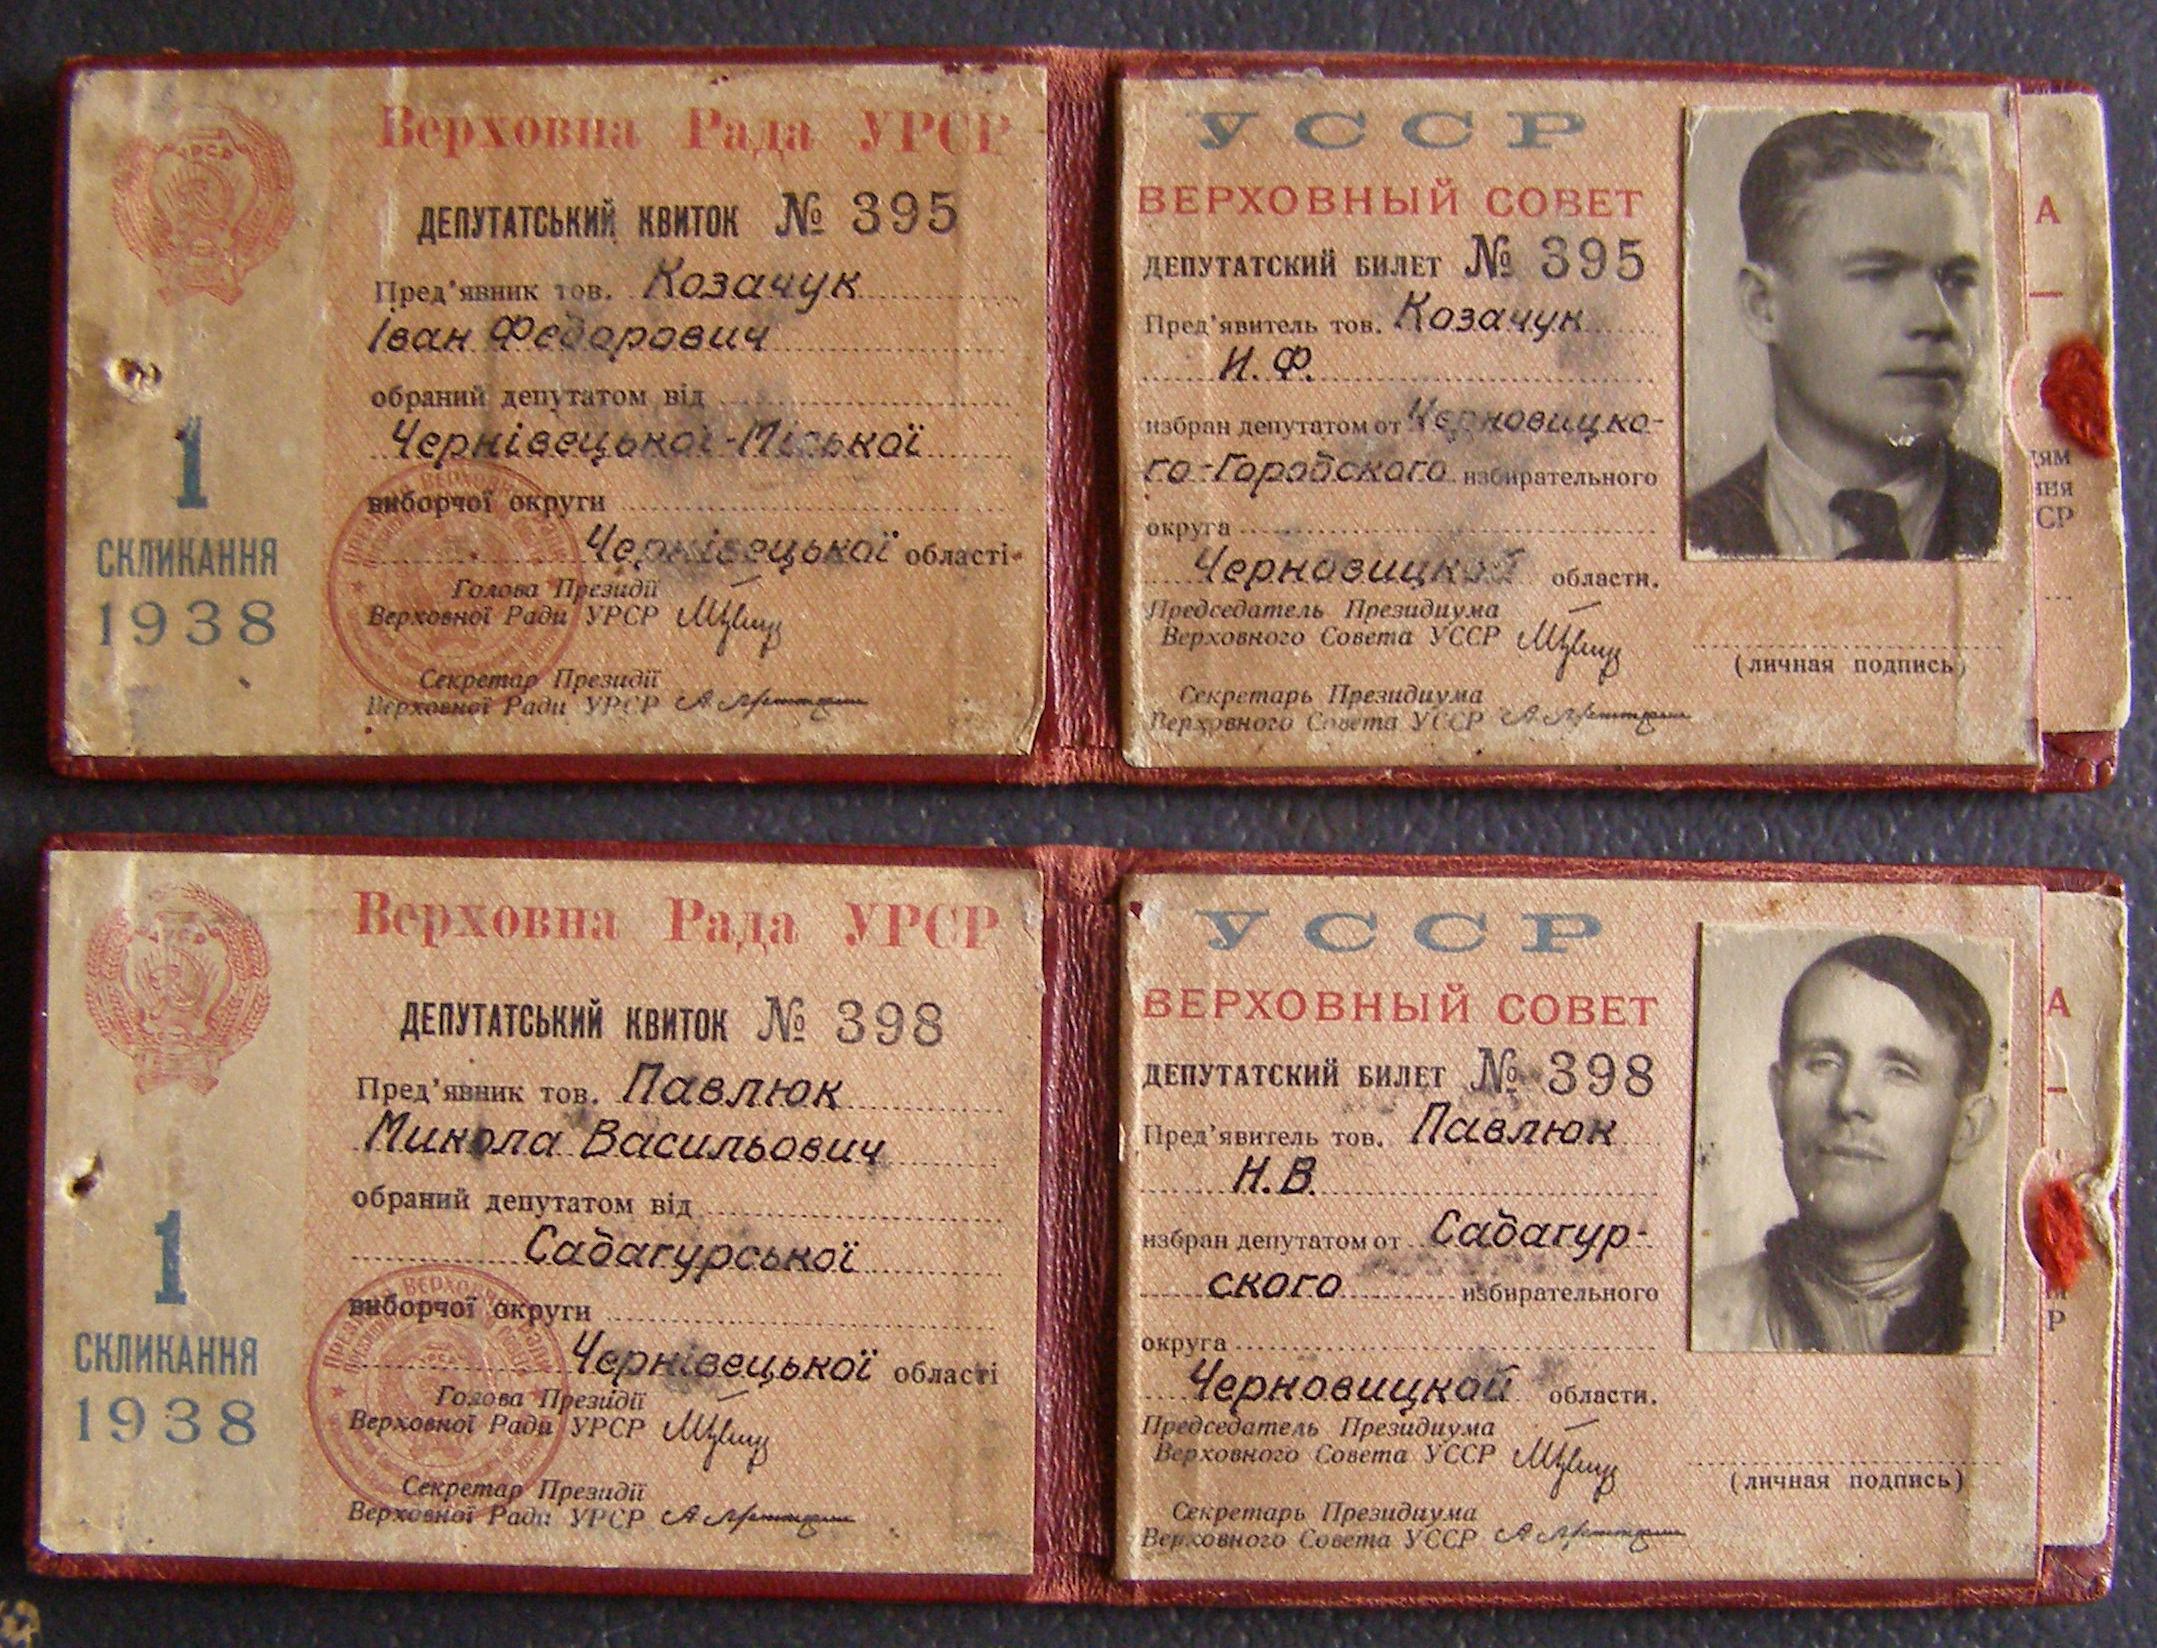 Верховна Рада УРСР
ДЕПУТАТСЬКИЙ КВИТОК № 395
Пред'явник тов. Козачук
Іван Федорович
обраний депутатом від
Чернівецької-Міської
виборчої округи
Чернівецької області
Голова Президії
Верховної Ради УРСР
Секретар Президії
Верховної Ради УРСР
1
СКЛИКАННЯ
1938
УССР
ВЕРХОВНЫЙ СОВЕТ
ДЕПУТАТСКИЙ БИЛЕТ № 395
Пред'явитель тов. Козачук
И. Ф.
избран депутатом от Черновицко-
го-Городского избирательного
округа
Черновицкой области.
Председатель Президиума
Верховного Совета УССР
(личная подпись)
Секретарь Президиума
Верховного Совета УССР
А
СР
Верховна Рада УРСР
ДЕПУТАТСЬКИЙ КВИТОК № 398
Пред'явник тов. Павлюк
Микола Васильович
обраний депутатом від
Садагурської
виборчої округи
Чернівецької області
Голова Президії
Верховної Ради УРСР
Секретар Президії
Верховної Ради УРСР
1
СКЛИКАННЯ
1938
УССР
ВЕРХОВНЫЙ СОВЕТ
ДЕПУТАТСКИЙ БИЛЕТ № 398
Пред'явитель тов. Павлюк
Н. В.
избран депутатом от Садагур-
ского избирательного
округа
Черновицкой области.
Председатель Президиума
Верховного Совета УССР
(личная подпись)
Секретарь Президиума
Верховного Совета УССР
А
Р